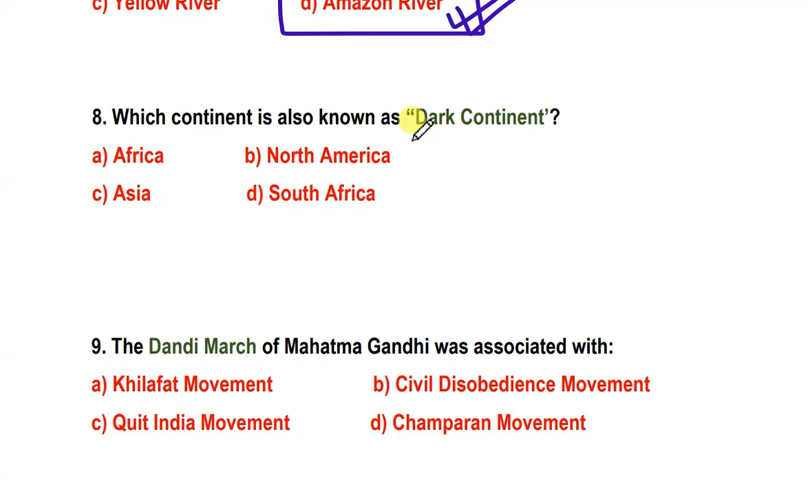 c) Yellow River d) Amazon River
8. Which continent is also known as “Dark Continent’?
a) Africa b) North America
c) Asia d) South Africa
9. The Dandi March of Mahatma Gandhi was associated with:
a) Khilafat Movement b) Civil Disobedience Movement
c) Quit India Movement d) Champaran Movement